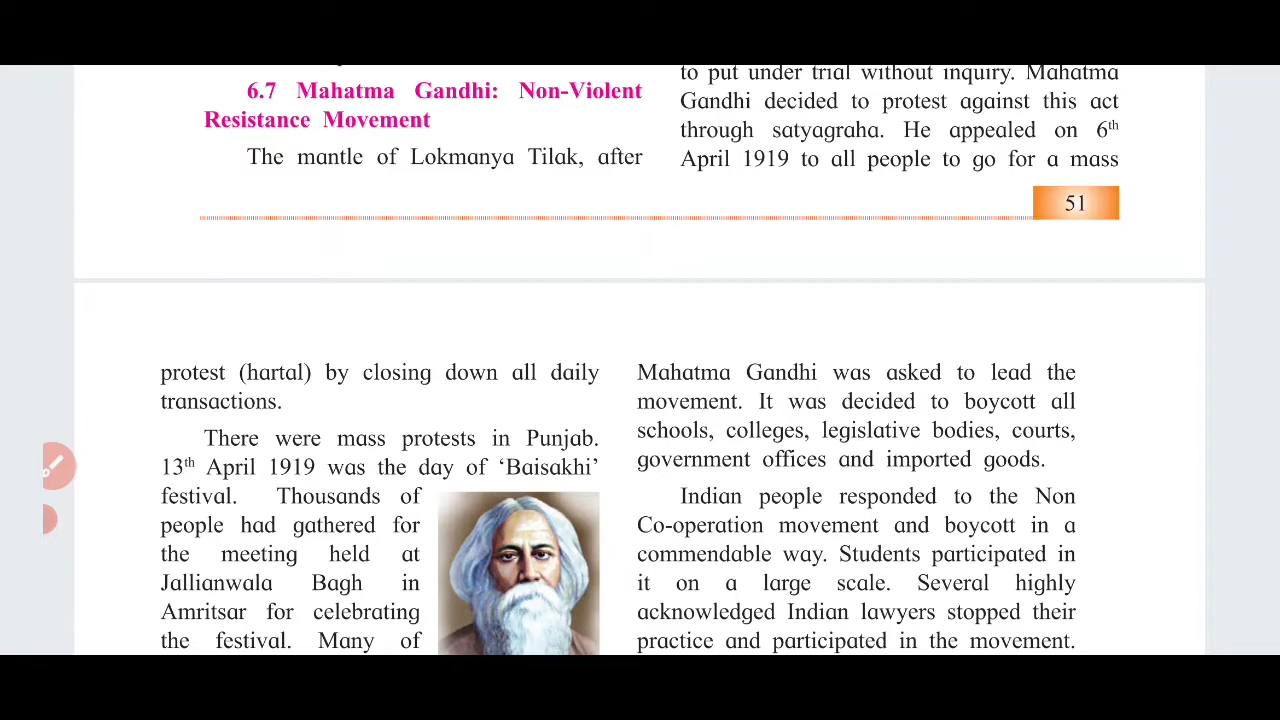 6.7 Mahatma Gandhi: Non-Violent
Resistance Movement
The mantle of Lokmanya Tilak, after
to put under trial without inquiry. Mahatma
Gandhi decided to protest against this act
through satyagraha. He appealed on 6th
April 1919 to all people to go for a mass
51
protest (hartal) by closing down all daily
transactions.
There were mass protests in Punjab.
13th April 1919 was the day of ‘Baisakhi’
festival. Thousands of
people had gathered for
the meeting held at
Jallianwala Bagh in
Amritsar for celebrating
the festival. Many of
Mahatma Gandhi was asked to lead the
movement. It was decided to boycott all
schools, colleges, legislative bodies, courts,
government offices and imported goods.
Indian people responded to the Non
Co-operation movement and boycott in a
commendable way. Students participated in
it on a large scale. Several highly
acknowledged Indian lawyers stopped their
practice and participated in the movement.